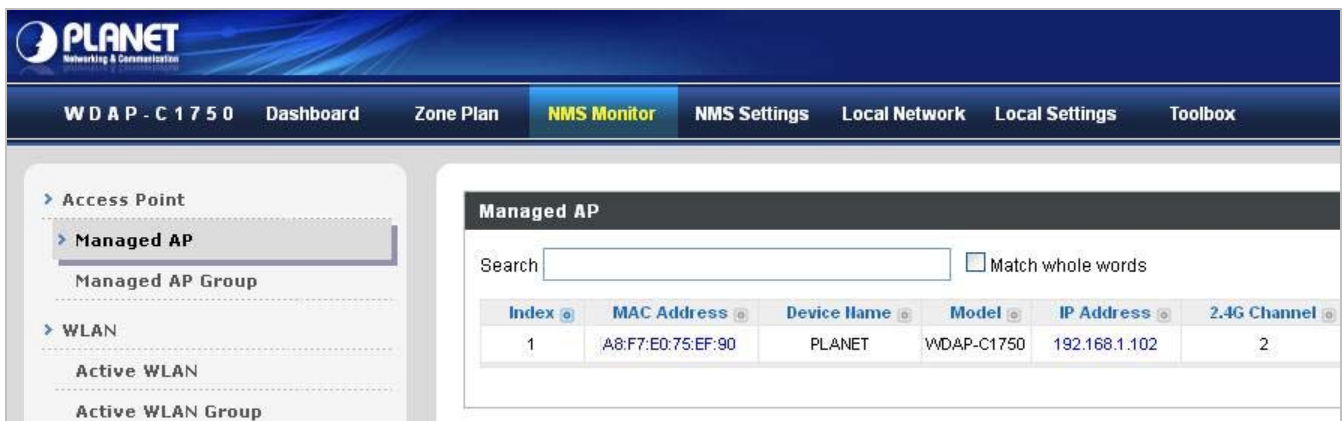 PLANET
Networking & Communication
WDAP-C1750 Dashboard Zone Plan NMS Monitor NMS Settings Local Network Local Settings Toolbox
Access Point
Managed AP
Managed AP Group
WLAN
Active WLAN
Active WLAN Group
Managed AP
Search Match whole words
Index MAC Address Device Name Model IP Address 2.4G Channel
1 A8:F7:E0:75:EF:90 PLANET WDAP-C1750 192.168.1.102 2